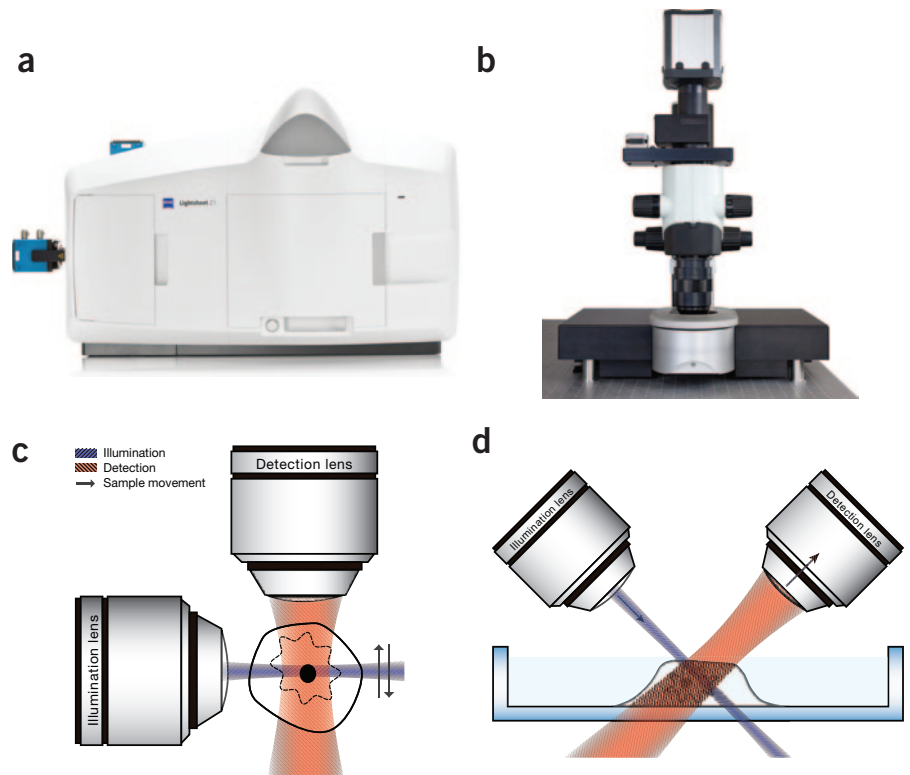 a
b
Lightsheet Z.1
c
Illumination
Detection
Sample movement
Detection lens
Illumination lens
d
Illumination lens
Detection lens